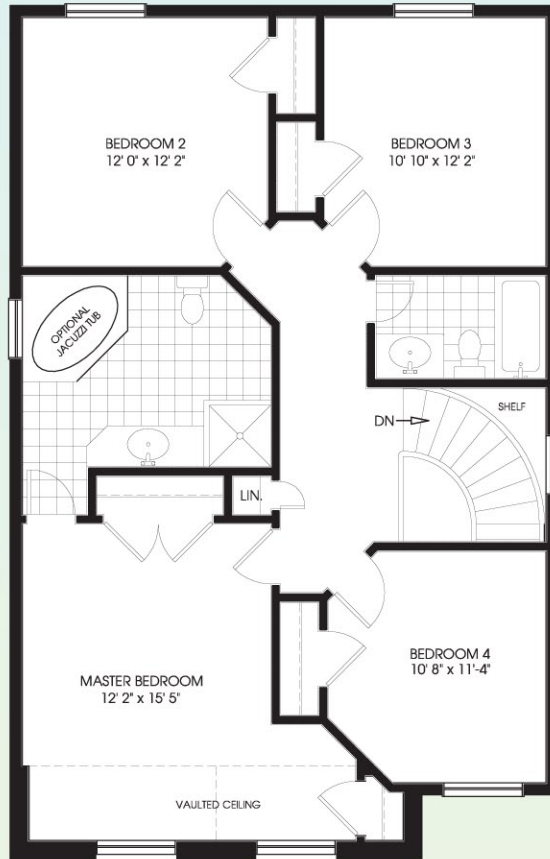 BEDROOM 2
12' 0" x 12' 2"
BEDROOM 3
10' 10" x 12' 2"
OPTIONAL
JACUZZI TUB
SHELF
DN
LIN.
BEDROOM 4
10' 8" x 11'-4"
MASTER BEDROOM
12' 2" x 15' 5"
VAULTED CEILING